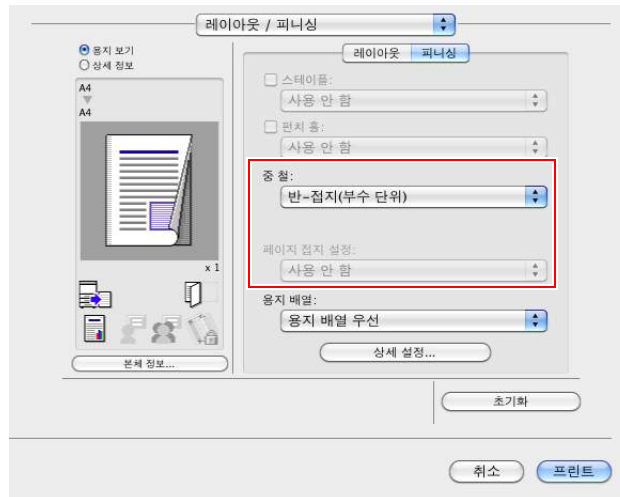 레이아웃 / 피니싱
용지 보기
상세 정보
A4
A4
x 1
본체 정보...
레이아웃 피니싱
스테이플:
사용 안 함
펀치 홀:
사용 안 함
중 철:
반-접지(부수 단위)
페이지 접지 설정:
사용 안 함
용지 배열:
용지 배열 우선
상세 설정...
초기화
취소 프린트